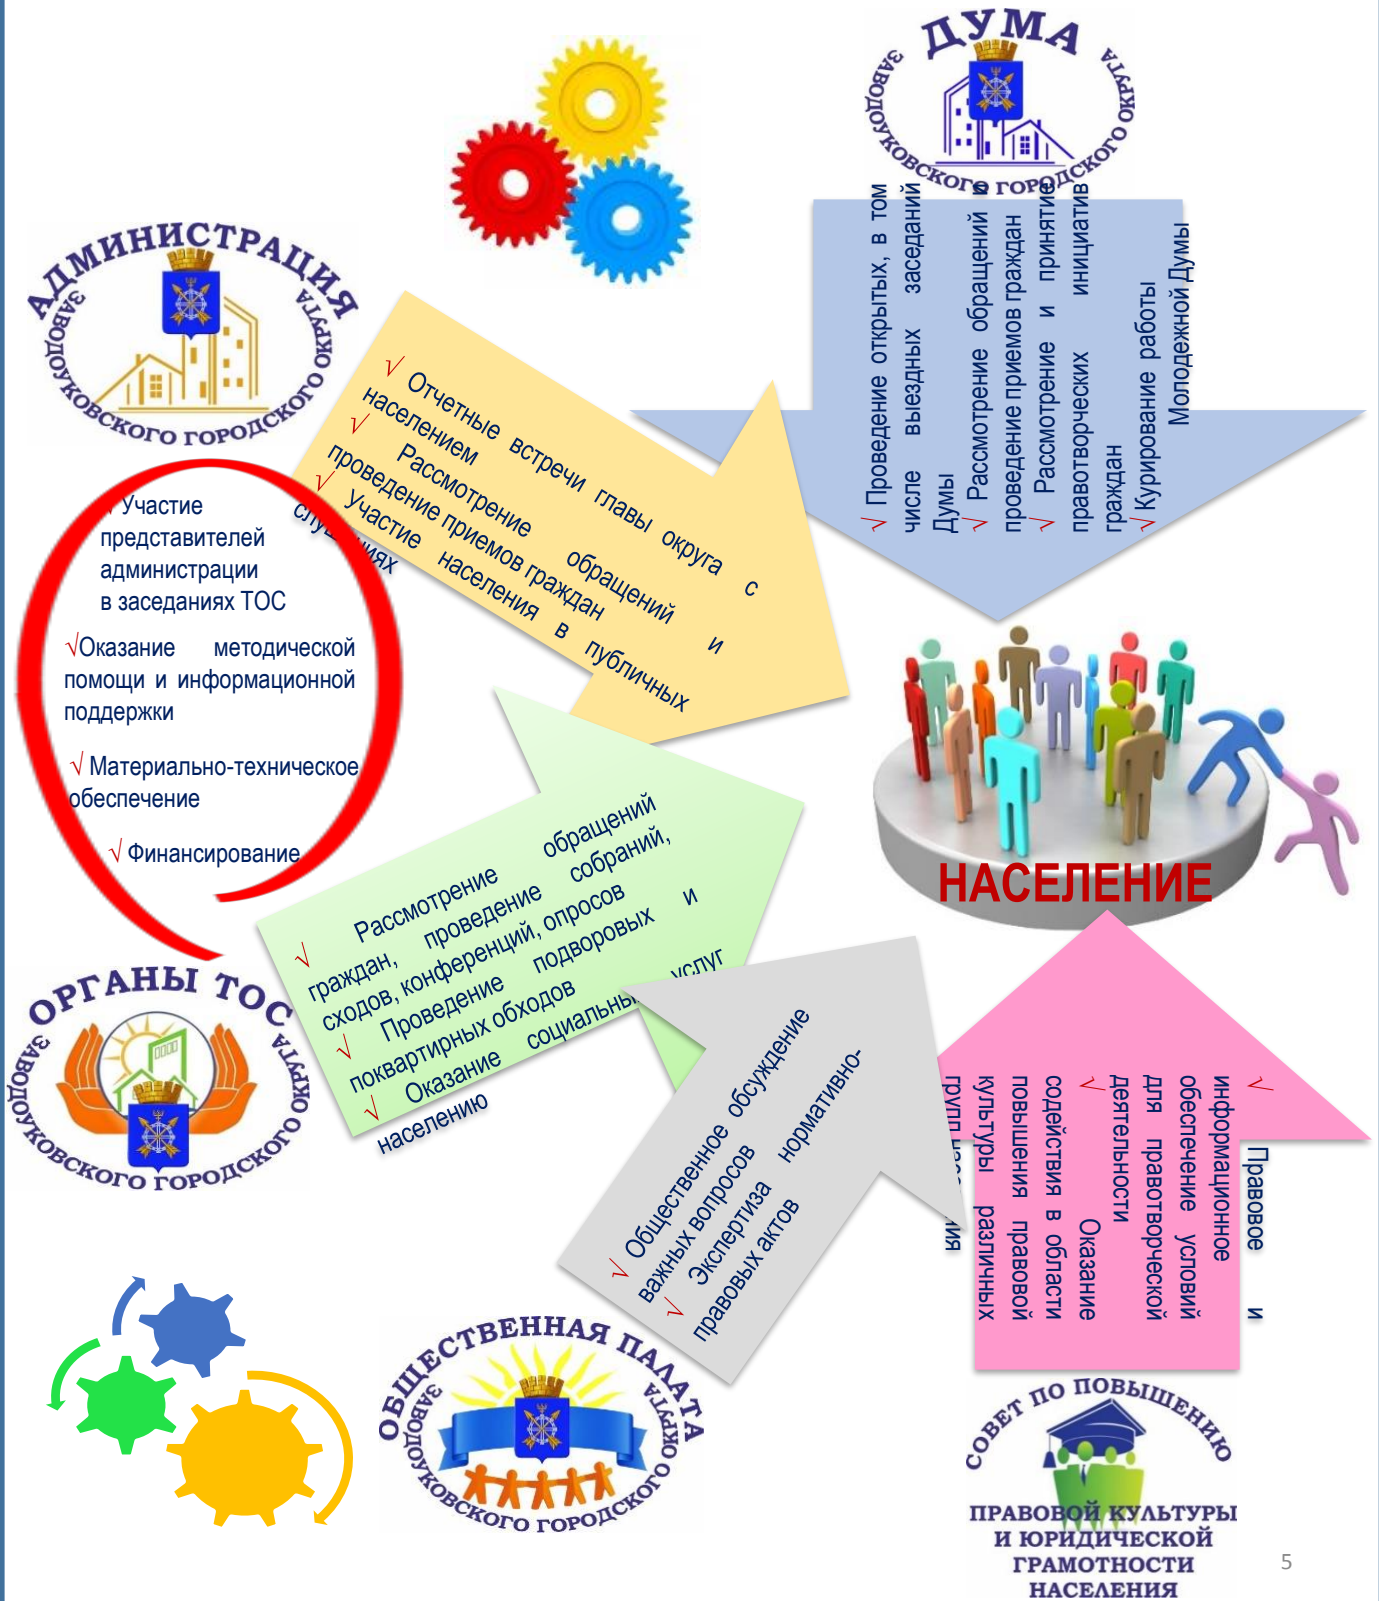 ДУМА
ЗАВОДОУКОВСКОГО ГОРОДСКОГО ОКРУГА
√ Проведение открытых, в том
числе выездных заседаний
Думы
√ Рассмотрение обращений и
проведение приемов граждан
√ Рассмотрение и принятие
правотворческих инициатив
граждан
√ Курирование работы
Молодежной Думы
АДМИНИСТРАЦИЯ
ЗАВОДОУКОВСКОГО ГОРОДСКОГО ОКРУГА
√ Отчетные встречи главы округа с
населением
√ Рассмотрение обращений и
проведение приемов граждан
√ Участие населения в публичных
√ Участие
представителей
администрации
в заседаниях ТОС
√Оказание методической
помощи и информационной
поддержки
√ Материально-техническое
обеспечение
√ Финансирование
√ Рассмотрение обращений
граждан, проведение собраний,
сходов, конференций, опросов
√ Проведение подворовых и
поквартирных обходов
√ Оказание социальных услуг
населению
НАСЕЛЕНИЕ
ОРГАНЫ ТОС
ЗАВОДОУКОВСКОГО ГОРОДСКОГО ОКРУГА
√ Общественное обсуждение
важных вопросов
√ Экспертиза нормативно-
правовых актов
√ Правовое и
информационное
обеспечение условий
для правотворческой
деятельности
√ Оказание
содействия в области
повышения правовой
культуры различных
ОБЩЕСТВЕННАЯ ПАЛАТА
ЗАВОДОУКОВСКОГО ГОРОДСКОГО ОКРУГА
СОВЕТ ПО ПОВЫШЕНИЮ
ПРАВОВОЙ КУЛЬТУРЫ
И ЮРИДИЧЕСКОЙ
ГРАМОТНОСТИ
НАСЕЛЕНИЯ
5